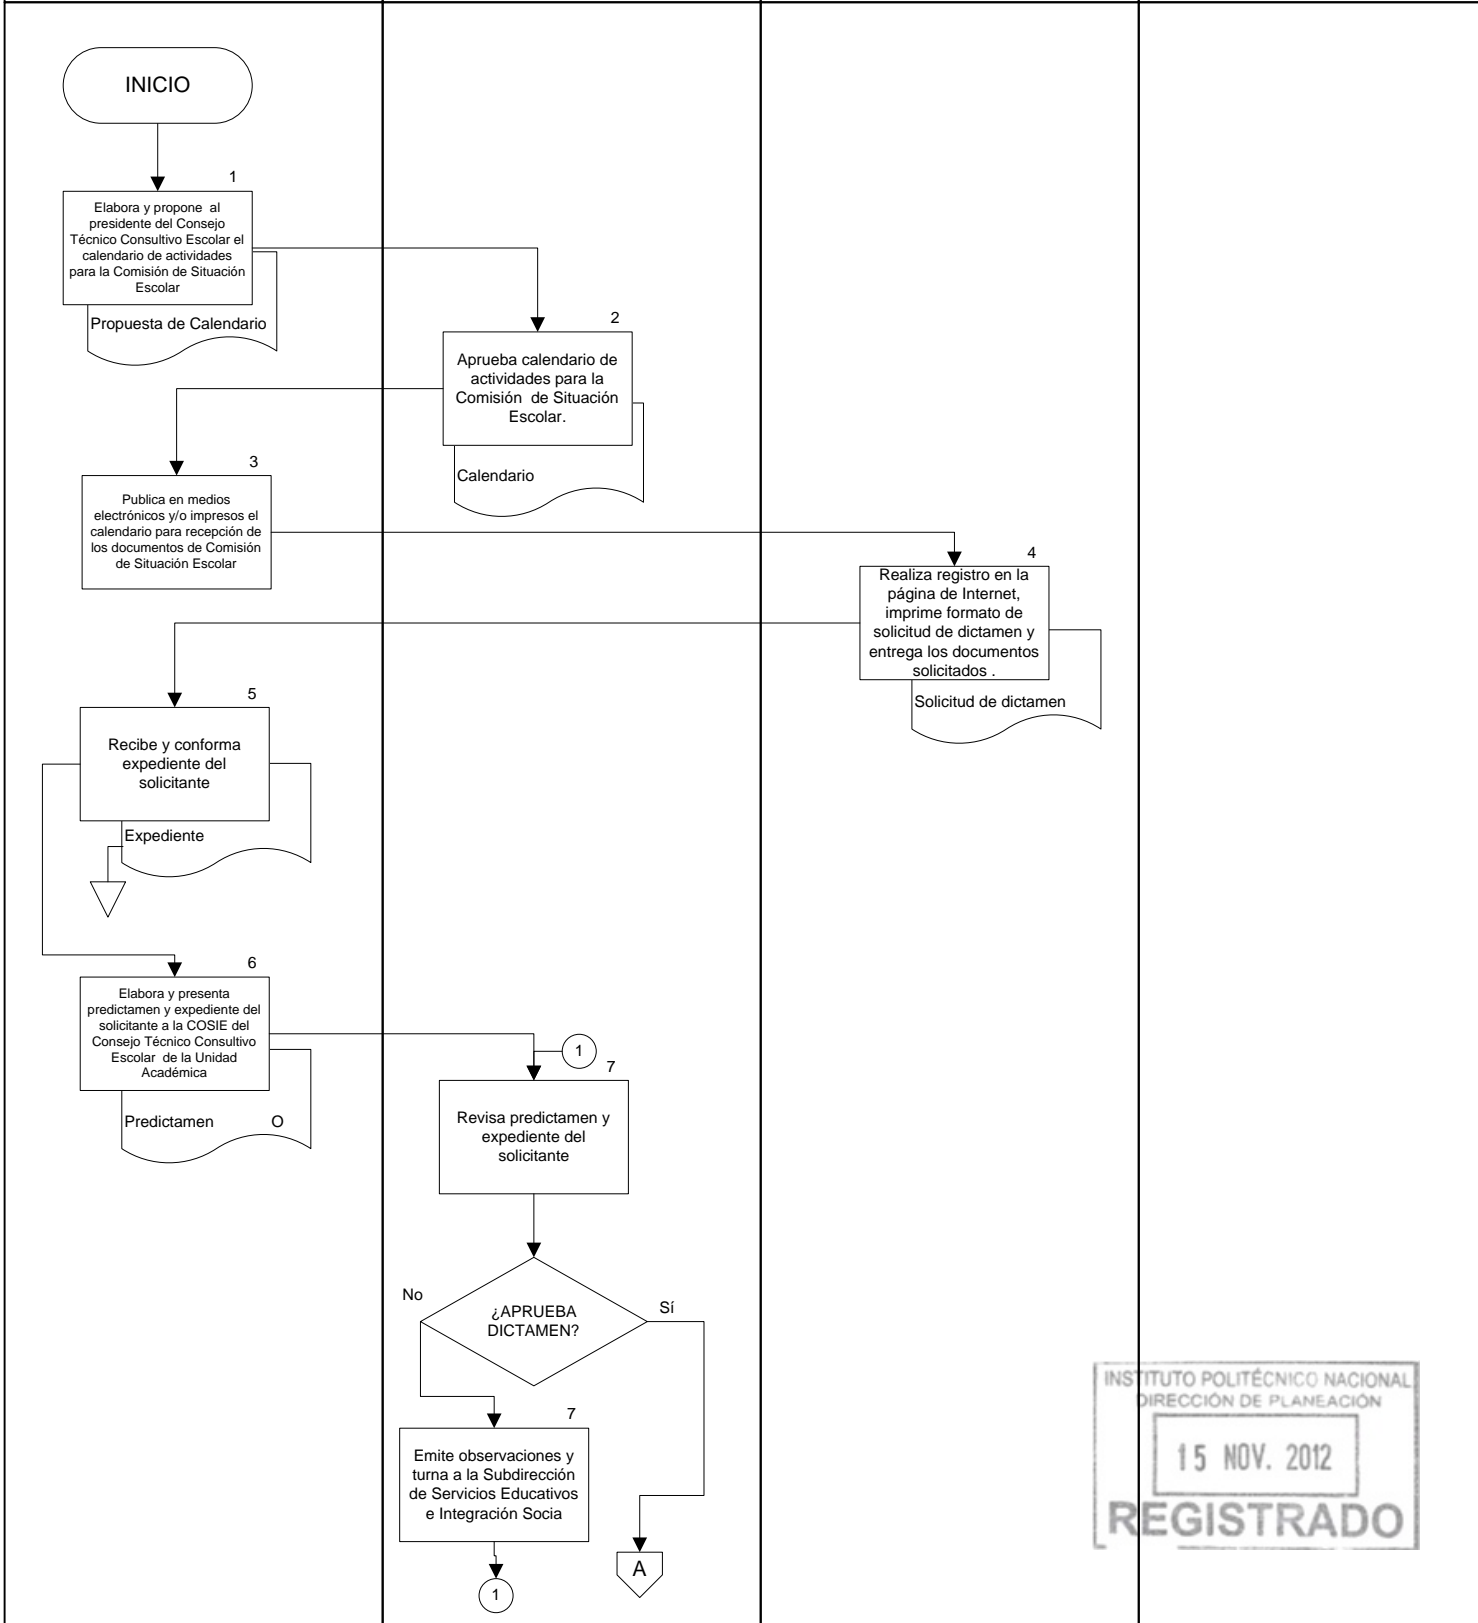 INICIO
1
Elabora y propone al
presidente del Consejo
Técnico Consultivo Escolar el
calendario de actividades
para la Comisión de Situación
Escolar
Propuesta de Calendario
2
Aprueba calendario de
actividades para la
Comisión de Situación
Escolar.
Calendario
3
Publica en medios
electrónicos y/o impresos el
calendario para recepción de
los documentos de Comisión
de Situación Escolar
4
Realiza registro en la
página de Internet,
imprime formato de
solicitud de dictamen y
entrega los documentos
solicitados .
Solicitud de dictamen
5
Recibe y conforma
expediente del
solicitante
Expediente
6
Elabora y presenta
predictamen y expediente del
solicitante a la COSIE del
Consejo Técnico Consultivo
Escolar de la Unidad
Académica
Predictamen O
1
7
Revisa predictamen y
expediente del
solicitante
No
¿APRUEBA
DICTAMEN?
Sí
7
Emite observaciones y
turna a la Subdirección
de Servicios Educativos
e Integración Socia
1
A
INSTITUTO POLITÉCNICO NACIONAL
DIRECCIÓN DE PLANEACIÓN
15 NOV. 2012
REGISTRADO